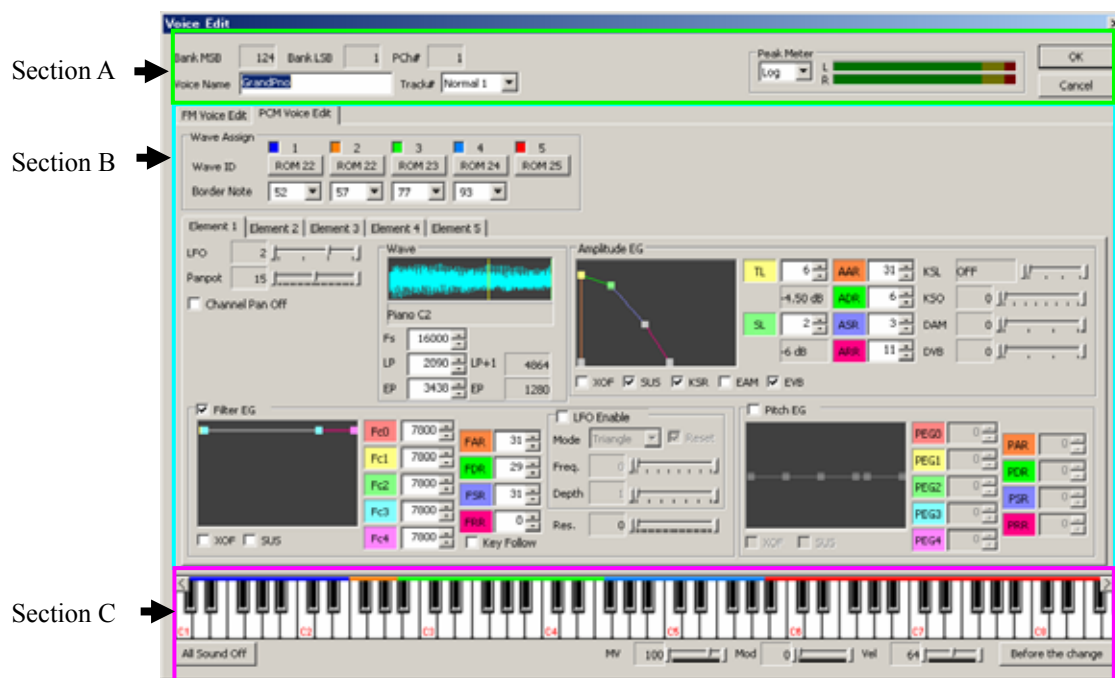 Voice Edit
Section A
Bank MSB 124 Bank LSB 1 PCh# 1
Voice Name GrandPno Track# Normal 1
Peak Meter
Log L R
OK
Cancel
Section B
FM Voice Edit PCM Voice Edit
Wave Assign
1 2 3 4 5
Wave ID ROM 22 ROM 22 ROM 23 ROM 24 ROM 25
Border Note 52 57 77 93
Element 1 Element 2 Element 3 Element 4 Element 5
LFO 2
Panpot 15
Channel Pan Off
Wave
Piano C2
Fs 16000
LP 2090 LP+1 4864
EP 3438 EP 1280
Amplitude EG
TL 6 AAR 31 KSL OFF
-4.50 dB ADR 6 KSO 0
SL 2 ASR 3 DAM 0
-6 dB ARR 11 DVB 0
XOF SUS KSR EAM EVB
Filter EG
Fc0 7800 FAR 31
Fc1 7800 FDR 29
Fc2 7800 FSR 31
Fc3 7800 FRR 0
Fc4 7800 Key Follow
XOF SUS
LFO Enable
Mode Triangle Reset
Freq. 0
Depth 1
Res. 0
Pitch EG
PEG0 0 PAR 0
PEG1 0 PDR 0
PEG2 0 PSR 0
PEG3 0 PRR 0
PEG4 0
XOF SUS
Section C
C1 C2 C3 C4 C5 C6 C7 C8
All Sound Off MV 100 Mod 0 Vel 64 Before the change